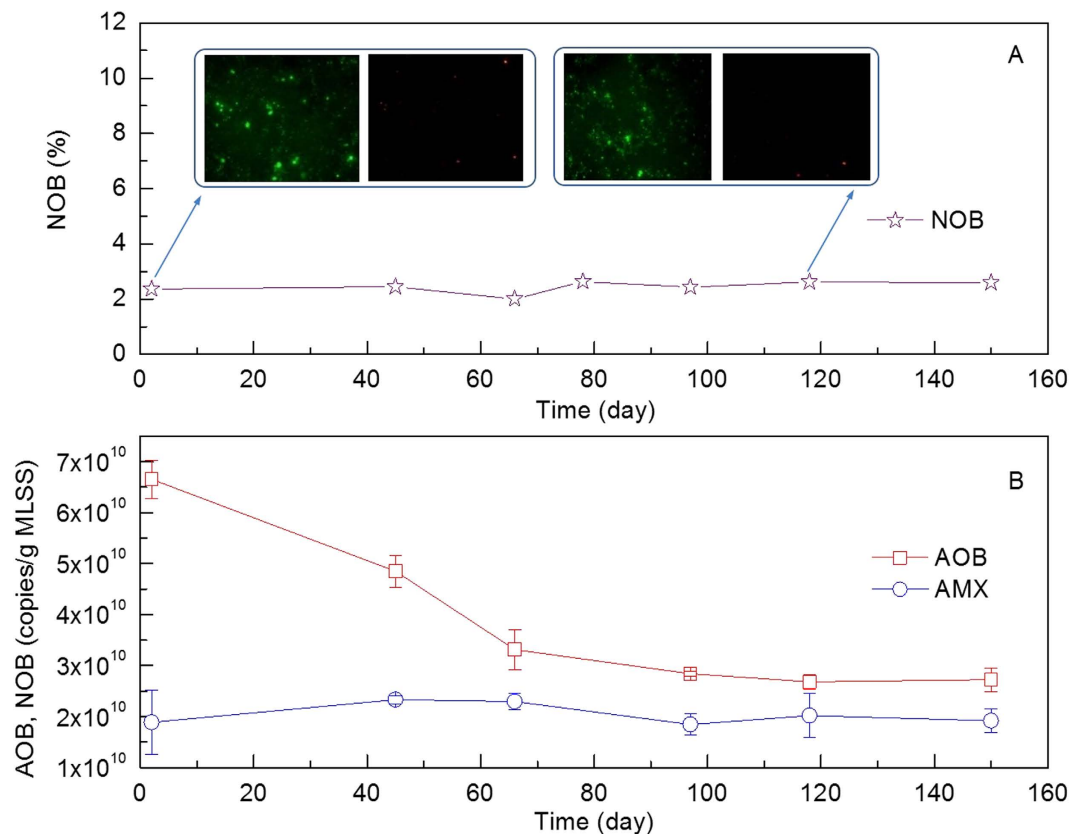 A
NOB (%)
12
10
8
6
4
2
0
NOB
0 20 40 60 80 100 120 140 160
Time (day)
B
AOB, NOB (copies/g MLSS)
7x10¹⁰
6x10¹⁰
5x10¹⁰
4x10¹⁰
3x10¹⁰
2x10¹⁰
1x10¹⁰
AOB
AMX
0 20 40 60 80 100 120 140 160
Time (day)